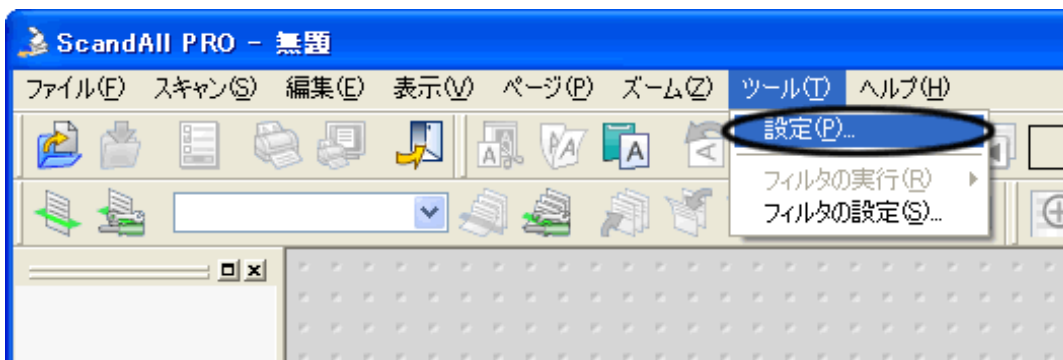 ScandAll PRO - 無題
ファイル(F) スキャン(S) 編集(E) 表示(V) ページ(P) ズーム(Z) ツール(T) ヘルプ(H)
設定(P)...
フィルタの実行(R)
フィルタの設定(S)...